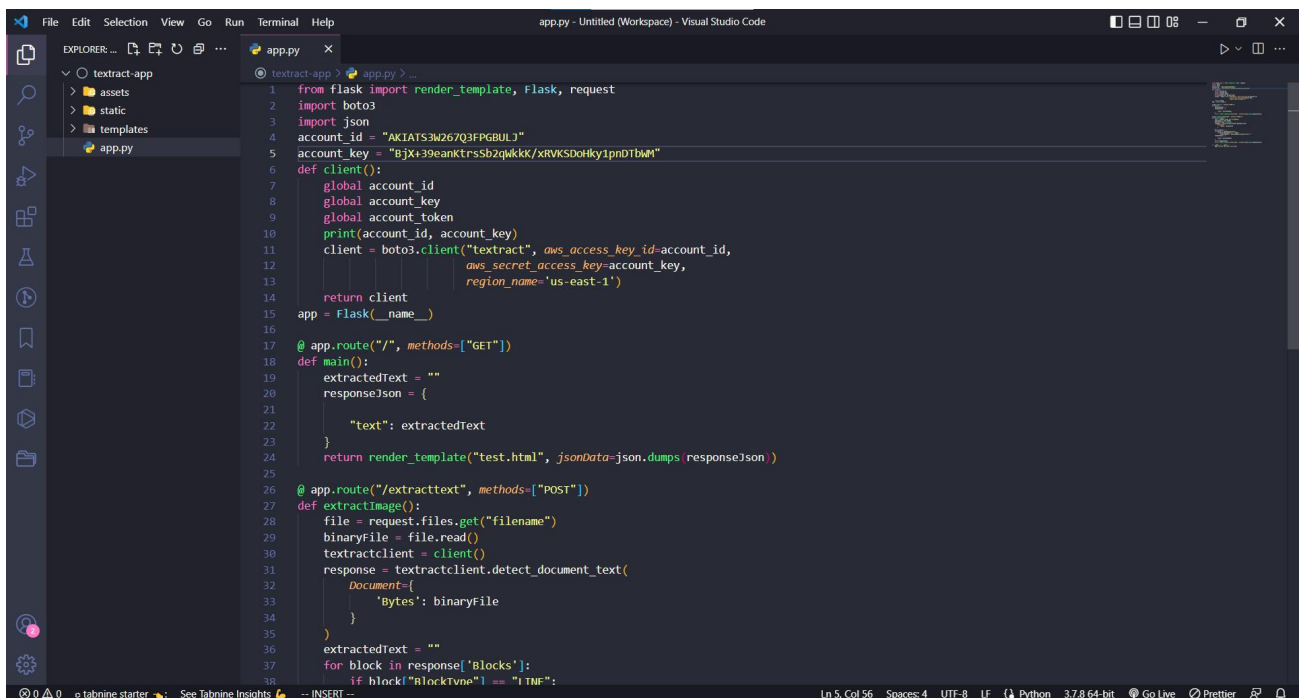 File Edit Selection View Go Run Terminal Help
app.py - Untitled (Workspace) - Visual Studio Code
EXPLORER: ...
textract-app
assets
static
templates
app.py
app.py
textract-app > app.py > ...
1 from flask import render_template, Flask, request
2 import boto3
3 import json
4 account_id = "AKIATS3W267Q3FPGBULJ"
5 account_key = "BjX+39eanKtrsSb2qWkkK/xRVKSDoHky1pnDTbWM"
6 def client():
7 global account_id
8 global account_key
9 global account_token
10 print(account_id, account_key)
11 client = boto3.client("textract", aws_access_key_id=account_id,
12 aws_secret_access_key=account_key,
13 region_name='us-east-1')
14 return client
15 app = Flask(__name__)
16
17 @ app.route("/", methods=["GET"])
18 def main():
19 extractedText = ""
20 responseJson = {
21
22 "text": extractedText
23 }
24 return render_template("test.html", jsonData=json.dumps(responseJson))
25
26 @ app.route("/extracttext", methods=["POST"])
27 def extractImage():
28 file = request.files.get("filename")
29 binaryFile = file.read()
30 textractclient = client()
31 response = textractclient.detect_document_text(
32 Document={
33 'Bytes': binaryFile
34 }
35 )
36 extractedText = ""
37 for block in response['Blocks']:
38 if block["BlockType"] == "LINE":
2
0 0 tabnine starter See Tabnine Insights -- INSERT -- Ln 5, Col 56 Spaces: 4 UTF-8 LF Python 3.7.8 64-bit Go Live Prettier